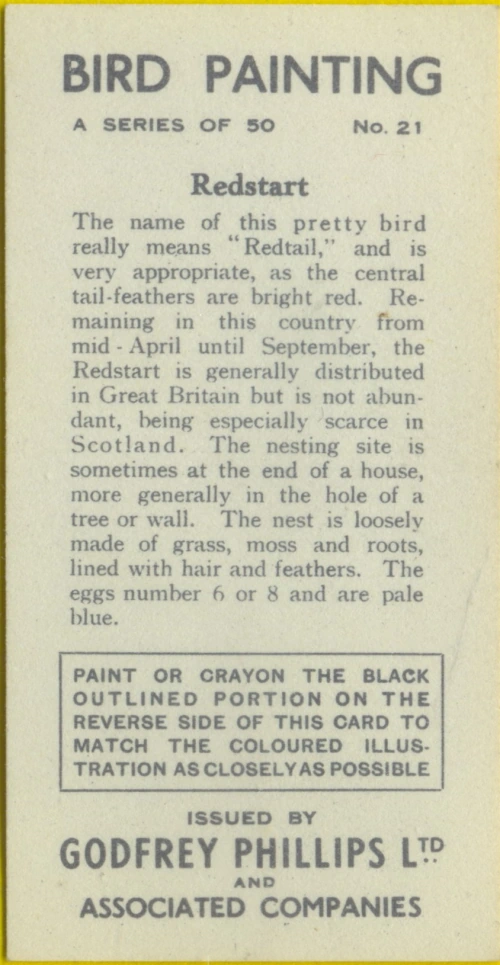 BIRD PAINTING
A SERIES OF 50 No. 21
Redstart
The name of this pretty bird
really means "Redtail," and is
very appropriate, as the central
tail-feathers are bright red. Re-
maining in this country from
mid - April until September, the
Redstart is generally distributed
in Great Britain but is not abun-
dant, being especially scarce in
Scotland. The nesting site is
sometimes at the end of a house,
more generally in the hole of a
tree or wall. The nest is loosely
made of grass, moss and roots,
lined with hair and feathers. The
eggs number 6 or 8 and are pale
blue.
PAINT OR CRAYON THE BLACK
OUTLINED PORTION ON THE
REVERSE SIDE OF THIS CARD TO
MATCH THE COLOURED ILLUS-
TRATION AS CLOSELY AS POSSIBLE
ISSUED BY
GODFREY PHILLIPS LTD.
AND
ASSOCIATED COMPANIES